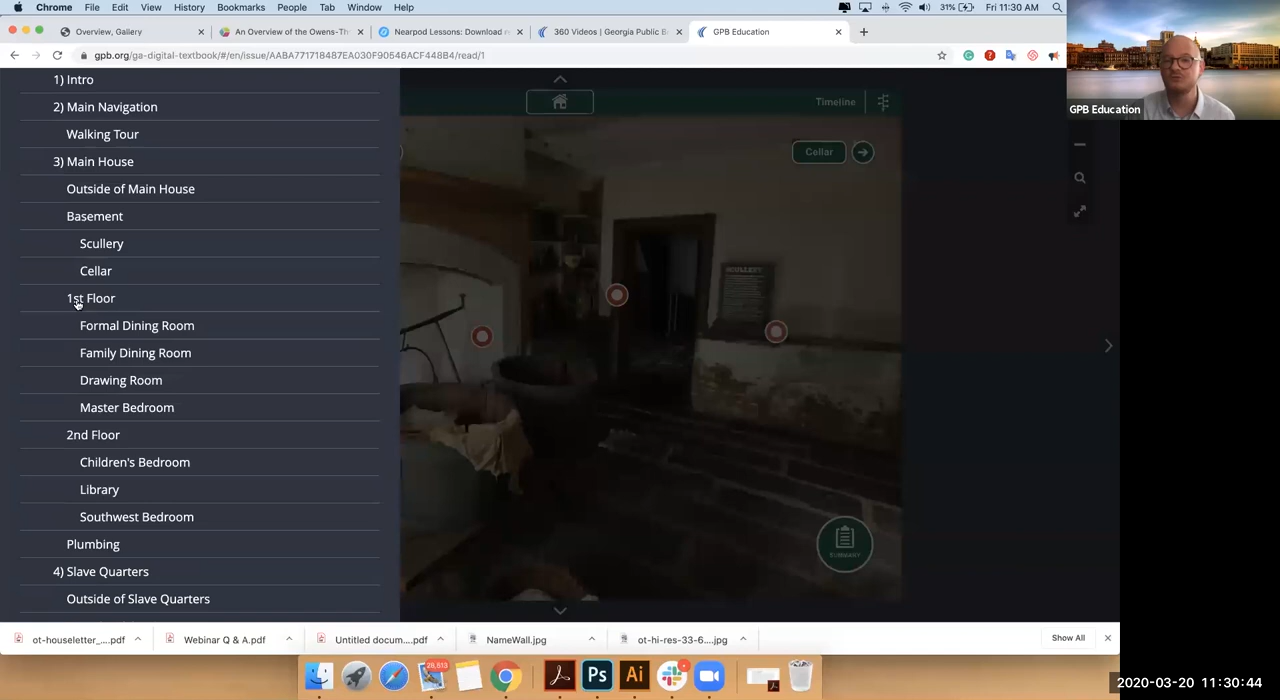 Chrome File Edit View History Bookmarks People Tab Window Help 31% Fri 11:30 AM
Overview, Gallery An Overview of the Owens-Th Nearpod Lessons: Download r 360 Videos | Georgia Public B GPB Education
gpb.org/ga-digital-textbook/#/en/issue/AABA771718487EA030F90546ACF448B4/read/1
GPB Education
1) Intro
2) Main Navigation
Walking Tour
3) Main House
Outside of Main House
Basement
Scullery
Cellar
1st Floor
Formal Dining Room
Family Dining Room
Drawing Room
Master Bedroom
2nd Floor
Children's Bedroom
Library
Southwest Bedroom
Plumbing
4) Slave Quarters
Outside of Slave Quarters
Timeline
Cellar
SCULLERY
SUMMARY
ot-houseletter_....pdf Webinar Q & A.pdf Untitled docum....pdf NameWall.jpg ot-hi-res-33-6....jpg Show All
28,613
Ps
Ai
2020-03-20 11:30:44